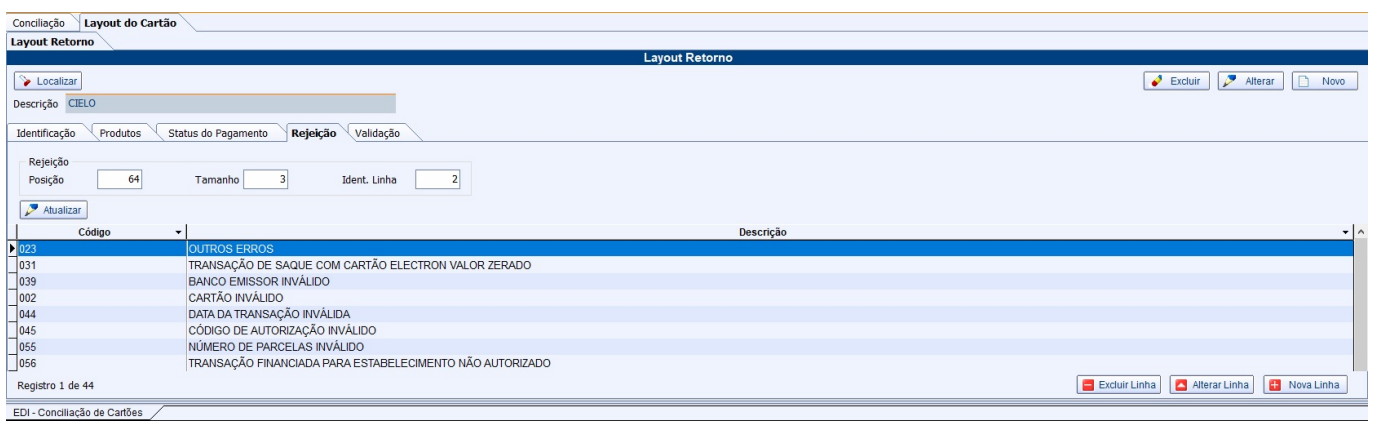 Conciliação Layout do Cartão
Layout Retorno
Layout Retorno
Localizar Excluir Alterar Novo
Descrição CIELO
Identificação Produtos Status do Pagamento Rejeição Validação
Rejeição
Posição 64 Tamanho 3 Ident. Linha 2
Atualizar
Código Descrição
023 OUTROS ERROS
031 TRANSAÇÃO DE SAQUE COM CARTÃO ELECTRON VALOR ZERADO
039 BANCO EMISSOR INVÁLIDO
002 CARTÃO INVÁLIDO
044 DATA DA TRANSAÇÃO INVÁLIDA
045 CÓDIGO DE AUTORIZAÇÃO INVÁLIDO
055 NÚMERO DE PARCELAS INVÁLIDO
056 TRANSAÇÃO FINANCIADA PARA ESTABELECIMENTO NÃO AUTORIZADO
Registro 1 de 44 Excluir Linha Alterar Linha Nova Linha
EDI - Conciliação de Cartões